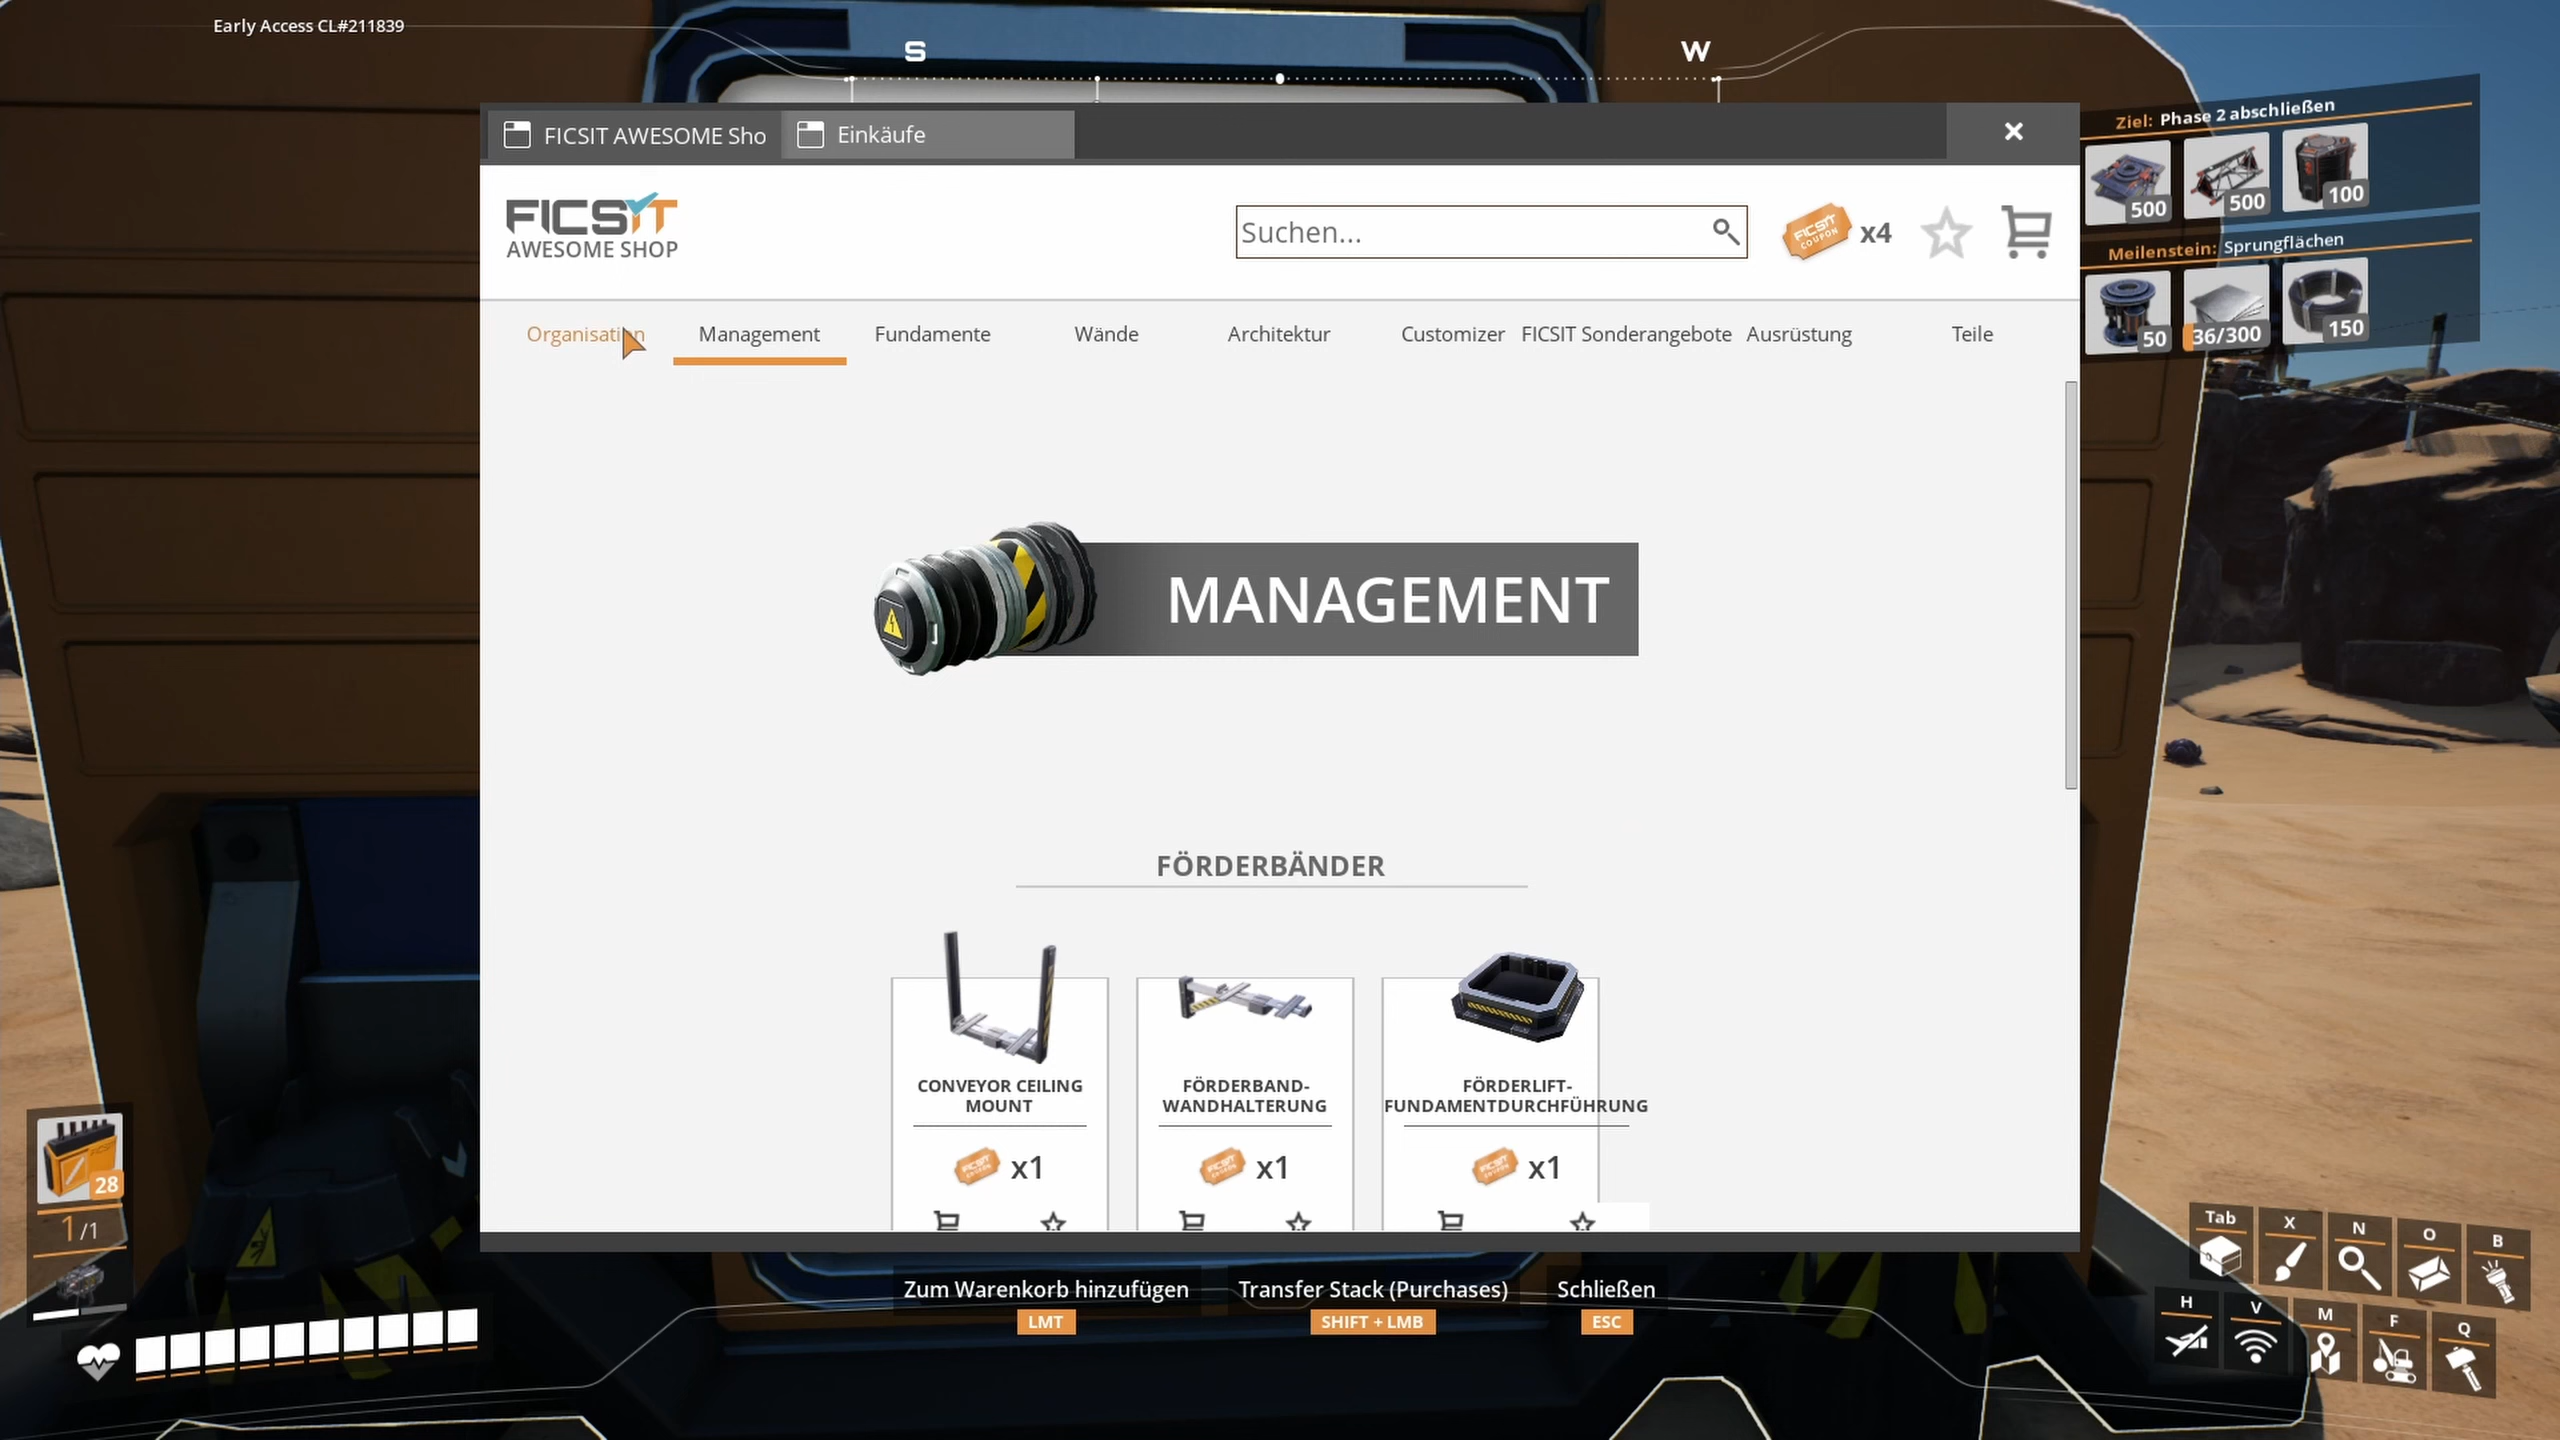 Early Access CL#211839
S
W
FICSIT AWESOME Sho
Einkäufe
Ziel: Phase 2 abschließen
500
500
100
Meilenstein: Sprungflächen
50
36/300
150
FICSIT
AWESOME SHOP
Suchen...
FICSIT COUPON
x4
Organisation
Management
Fundamente
Wände
Architektur
Customizer
FICSIT Sonderangebote
Ausrüstung
Teile
MANAGEMENT
FÖRDERBÄNDER
CONVEYOR CEILING
MOUNT
x1
FÖRDERBAND-
WANDHALTERUNG
x1
FÖRDERLIFT-
FUNDAMENTDURCHFÜHRUNG
x1
28
1/1
Zum Warenkorb hinzufügen
LMT
Transfer Stack (Purchases)
SHIFT + LMB
Schließen
ESC
Tab
X
N
O
B
H
V
M
F
Q